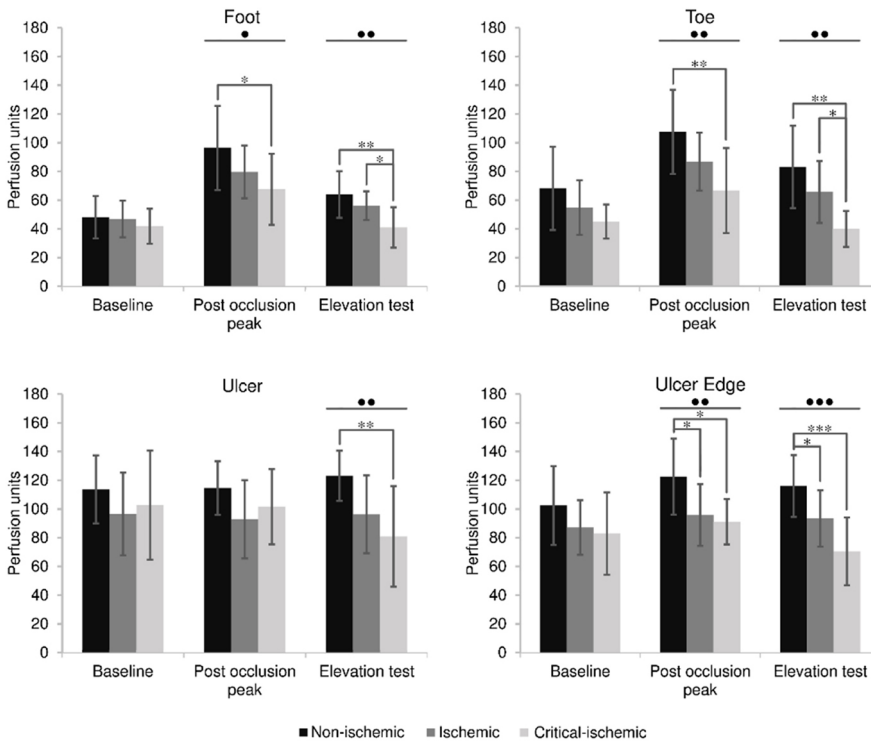 Foot
180
160
140
120
100
80
60
40
20
0
Perfusion units
● ●●
* ** *
Baseline Post occlusion peak Elevation test
Toe
180
160
140
120
100
80
60
40
20
0
Perfusion units
●● ●●
** ** *
Baseline Post occlusion peak Elevation test
Ulcer
180
160
140
120
100
80
60
40
20
0
Perfusion units
●●
**
Baseline Post occlusion peak Elevation test
Ulcer Edge
180
160
140
120
100
80
60
40
20
0
Perfusion units
●● ●●●
* * *** *
Baseline Post occlusion peak Elevation test
Non-ischemic Ischemic Critical-ischemic